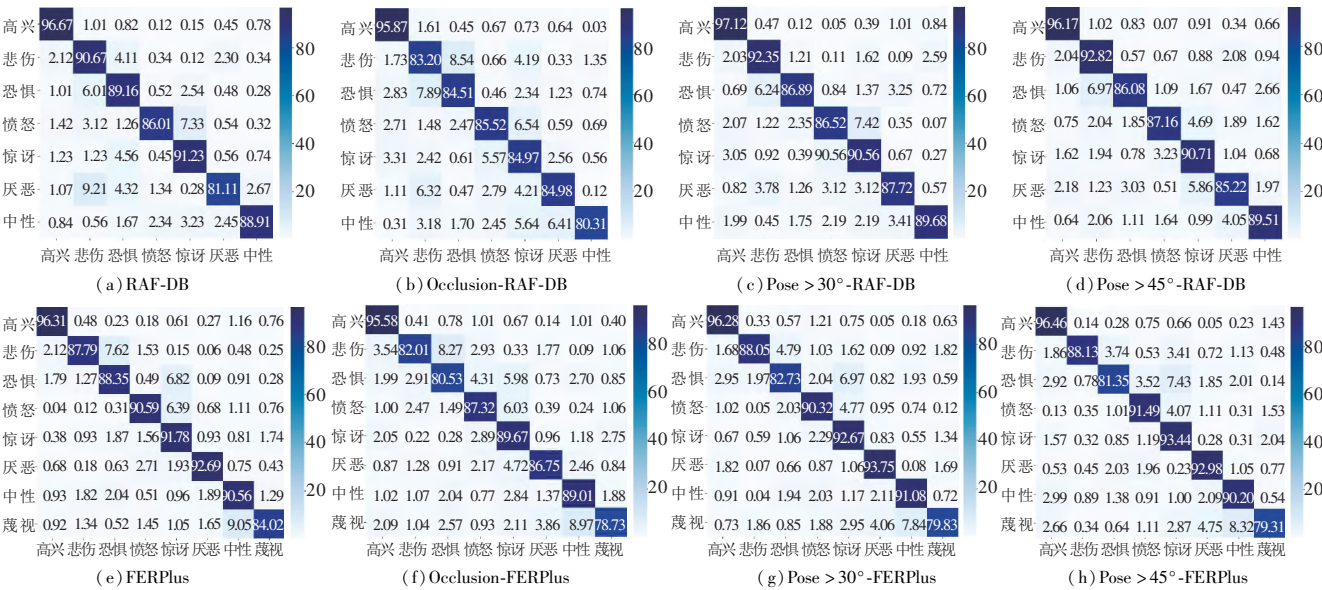 高兴 96.67 1.01 0.82 0.12 0.15 0.45 0.78
悲伤 2.12 90.67 4.11 0.34 0.12 2.30 0.34
恐惧 1.01 6.01 89.16 0.52 2.54 0.48 0.28
愤怒 1.42 3.12 1.26 86.01 7.33 0.54 0.32
惊讶 1.23 1.23 4.56 0.45 91.23 0.56 0.74
厌恶 1.07 9.21 4.32 1.34 0.28 81.11 2.67
中性 0.84 0.56 1.67 2.34 3.23 2.45 88.91
高兴 悲伤 恐惧 愤怒 惊讶 厌恶 中性
80
60
40
20
(a) RAF-DB
高兴 95.87 1.61 0.45 0.67 0.73 0.64 0.03
悲伤 1.73 83.20 8.54 0.66 4.19 0.33 1.35
恐惧 2.83 7.89 84.51 0.46 2.34 1.23 0.74
愤怒 2.71 1.48 2.47 85.52 6.54 0.59 0.69
惊讶 3.31 2.42 0.61 5.57 84.97 2.56 0.56
厌恶 1.11 6.32 0.47 2.79 4.21 84.98 0.12
中性 0.31 3.18 1.70 2.45 5.64 6.41 80.31
高兴 悲伤 恐惧 愤怒 惊讶 厌恶 中性
80
60
40
20
(b) Occlusion-RAF-DB
高兴 97.12 0.47 0.12 0.05 0.39 1.01 0.84
悲伤 2.03 92.35 1.21 0.11 1.62 0.09 2.59
恐惧 0.69 6.24 86.89 0.84 1.37 3.25 0.72
愤怒 2.07 1.22 2.35 86.52 7.42 0.35 0.07
惊讶 3.05 0.92 0.39 90.56 90.56 0.67 0.27
厌恶 0.82 3.78 1.26 3.12 3.12 87.72 0.57
中性 1.99 0.45 1.75 2.19 2.19 3.41 89.68
高兴 悲伤 恐惧 愤怒 惊讶 厌恶 中性
80
60
40
20
(c) Pose > 30°-RAF-DB
高兴 96.17 1.02 0.83 0.07 0.91 0.34 0.66
悲伤 2.04 92.82 0.57 0.67 0.88 2.08 0.94
恐惧 1.06 6.97 86.08 1.09 1.67 0.47 2.66
愤怒 0.75 2.04 1.85 87.16 4.69 1.89 1.62
惊讶 1.62 1.94 0.78 3.23 90.71 1.04 0.68
厌恶 2.18 1.23 3.03 0.51 5.86 85.22 1.97
中性 0.64 2.06 1.11 1.64 0.99 4.05 89.51
高兴 悲伤 恐惧 愤怒 惊讶 厌恶 中性
80
60
40
20
(d) Pose > 45°-RAF-DB
高兴 96.31 0.48 0.23 0.18 0.61 0.27 1.16 0.76
悲伤 2.12 87.79 7.62 1.53 0.15 0.06 0.48 0.25
恐惧 1.79 1.27 88.35 0.49 6.82 0.09 0.91 0.28
愤怒 0.04 0.12 0.31 90.59 6.39 0.68 1.11 0.76
惊讶 0.38 0.93 1.87 1.56 91.78 0.93 0.81 1.74
厌恶 0.68 0.18 0.63 2.71 1.93 92.69 0.75 0.43
中性 0.93 1.82 2.04 0.51 0.96 1.89 90.56 1.29
蔑视 0.92 1.34 0.52 1.45 1.05 1.65 9.05 84.02
高兴 悲伤 恐惧 愤怒 惊讶 厌恶 中性 蔑视
80
60
40
20
(e) FERPlus
高兴 95.58 0.41 0.78 1.01 0.67 0.14 1.01 0.40
悲伤 3.54 82.01 8.27 2.93 0.33 1.77 0.09 1.06
恐惧 1.99 2.91 80.53 4.31 5.98 0.73 2.70 0.85
愤怒 1.00 2.47 1.49 87.32 6.03 0.39 0.24 1.06
惊讶 2.05 0.22 0.28 2.89 89.67 0.96 1.18 2.75
厌恶 0.87 1.28 0.91 2.17 4.72 86.75 2.46 0.84
中性 1.02 1.07 2.04 0.77 2.84 1.37 89.01 1.88
蔑视 2.09 1.04 2.57 0.93 2.11 3.86 8.97 78.73
高兴 悲伤 恐惧 愤怒 惊讶 厌恶 中性 蔑视
80
60
40
20
(f) Occlusion-FERPlus
高兴 96.28 0.33 0.57 1.21 0.75 0.05 0.18 0.63
悲伤 1.68 88.05 4.79 1.03 1.62 0.09 0.92 1.82
恐惧 2.95 1.97 82.73 2.04 6.97 0.82 1.93 0.59
愤怒 1.02 0.05 2.03 90.32 4.77 0.95 0.74 0.12
惊讶 0.67 0.59 1.06 2.29 92.67 0.83 0.55 1.34
厌恶 1.82 0.07 0.66 0.87 1.06 93.75 0.08 1.69
中性 0.91 0.04 1.94 2.03 1.17 2.11 91.08 0.72
蔑视 0.73 1.86 0.85 1.88 2.95 4.06 7.84 79.83
高兴 悲伤 恐惧 愤怒 惊讶 厌恶 中性 蔑视
80
60
40
20
(g) Pose > 30°-FERPlus
高兴 96.46 0.14 0.28 0.75 0.66 0.05 0.23 1.43
悲伤 1.86 88.13 3.74 0.53 3.41 0.72 1.13 0.48
恐惧 2.92 0.78 81.35 3.52 7.43 1.85 2.01 0.14
愤怒 0.13 0.35 1.01 91.49 4.07 1.11 0.31 1.53
惊讶 1.57 0.32 0.85 1.19 93.44 0.28 0.31 2.04
厌恶 0.53 0.45 2.03 1.96 0.23 92.98 1.05 0.77
中性 2.99 0.89 1.38 0.91 1.00 2.09 90.20 0.54
蔑视 2.66 0.34 0.64 1.11 2.87 4.75 8.32 79.31
高兴 悲伤 恐惧 愤怒 惊讶 厌恶 中性 蔑视
80
60
40
20
(h) Pose > 45°-FERPlus